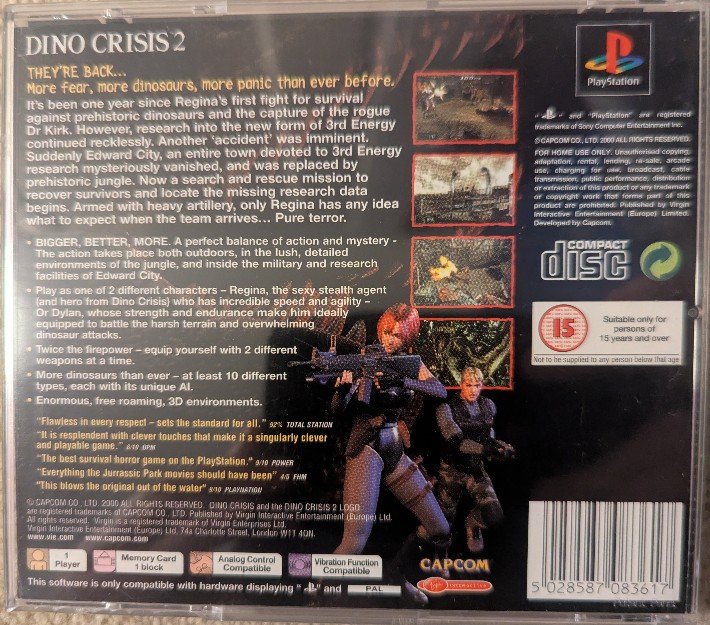 DINO CRISIS 2
THEY'RE BACK...
More fear, more dinosaurs, more panic than ever before.
It's been one year since Regina's first fight for survival
against prehistoric dinosaurs and the capture of the rogue
Dr Kirk. However, research into the new form of 3rd Energy
continued recklessly. Another 'accident' was imminent.
Suddenly Edward City, an entire town devoted to 3rd Energy
research mysteriously vanished, and was replaced by
prehistoric jungle. Now a search and rescue mission to
recover survivors and locate the missing research data
begins. Armed with heavy artillery, only Regina has any idea
what to expect when the team arrives... Pure terror.
• BIGGER, BETTER, MORE. A perfect balance of action and mystery -
The action takes place both outdoors, in the lush, detailed
environments of the jungle, and inside the military and research
facilities of Edward City.
• Play as one of 2 different characters – Regina, the sexy stealth agent
(and hero from Dino Crisis) who has incredible speed and agility –
Or Dylan, whose strength and endurance make him ideally
equipped to battle the harsh terrain and overwhelming
dinosaur attacks.
• Twice the firepower – equip yourself with 2 different
weapons at a time.
• More dinosaurs than ever – at least 10 different
types, each with its unique AI.
• Enormous, free roaming, 3D environments.
"Flawless in every respect – sets the standard for all." 92% TOTAL STATION
"It is resplendent with clever touches that make it a singularly clever
and playable game." 8/10 OPM
"The best survival horror game on the PlayStation." 9/10 POWER
"Everything the Jurrassic Park movies should have been" 4/5 FHM
"This blows the original out of the water" 8/10 PLAYNATION
© CAPCOM CO., LTD. 2000 ALL RIGHTS RESERVED. DINO CRISIS and the DINO CRISIS 2 LOGO
are registered trademarks of CAPCOM CO., LTD. Published by Virgin Interactive Entertainment (Europe) Ltd.
All rights reserved. Virgin is a registered trademark of Virgin Enterprises Ltd.
Virgin Interactive Entertainment (Europe) Ltd. 74a Charlotte Street, London W1T 4QN.
www.vie.com www.capcom.com
1
Player
Memory Card
1 block
Analog Control
Compatible
Vibration Function
Compatible
This software is only compatible with hardware displaying " " and PAL
PlayStation
" " and "PlayStation" are registered
trademarks of Sony Computer Entertainment Inc.
© CAPCOM CO., LTD. 2000 ALL RIGHTS RESERVED.
FOR HOME USE ONLY. Unauthorised copying,
adaptation, rental, lending, re-sale, arcade
use, charging for use, broadcast, cable
transmission, public performance, distribution
or extraction of this product or any trademark
or copyright work that forms part of this
product are prohibited. Published by Virgin
Interactive Entertainment (Europe) Limited.
Developed by Capcom.
COMPACT
disc
15
Suitable only for
persons of
15 years and over
Not to be supplied to any person below that age
CAPCOM
INTERACTIVE
5 028587 083617